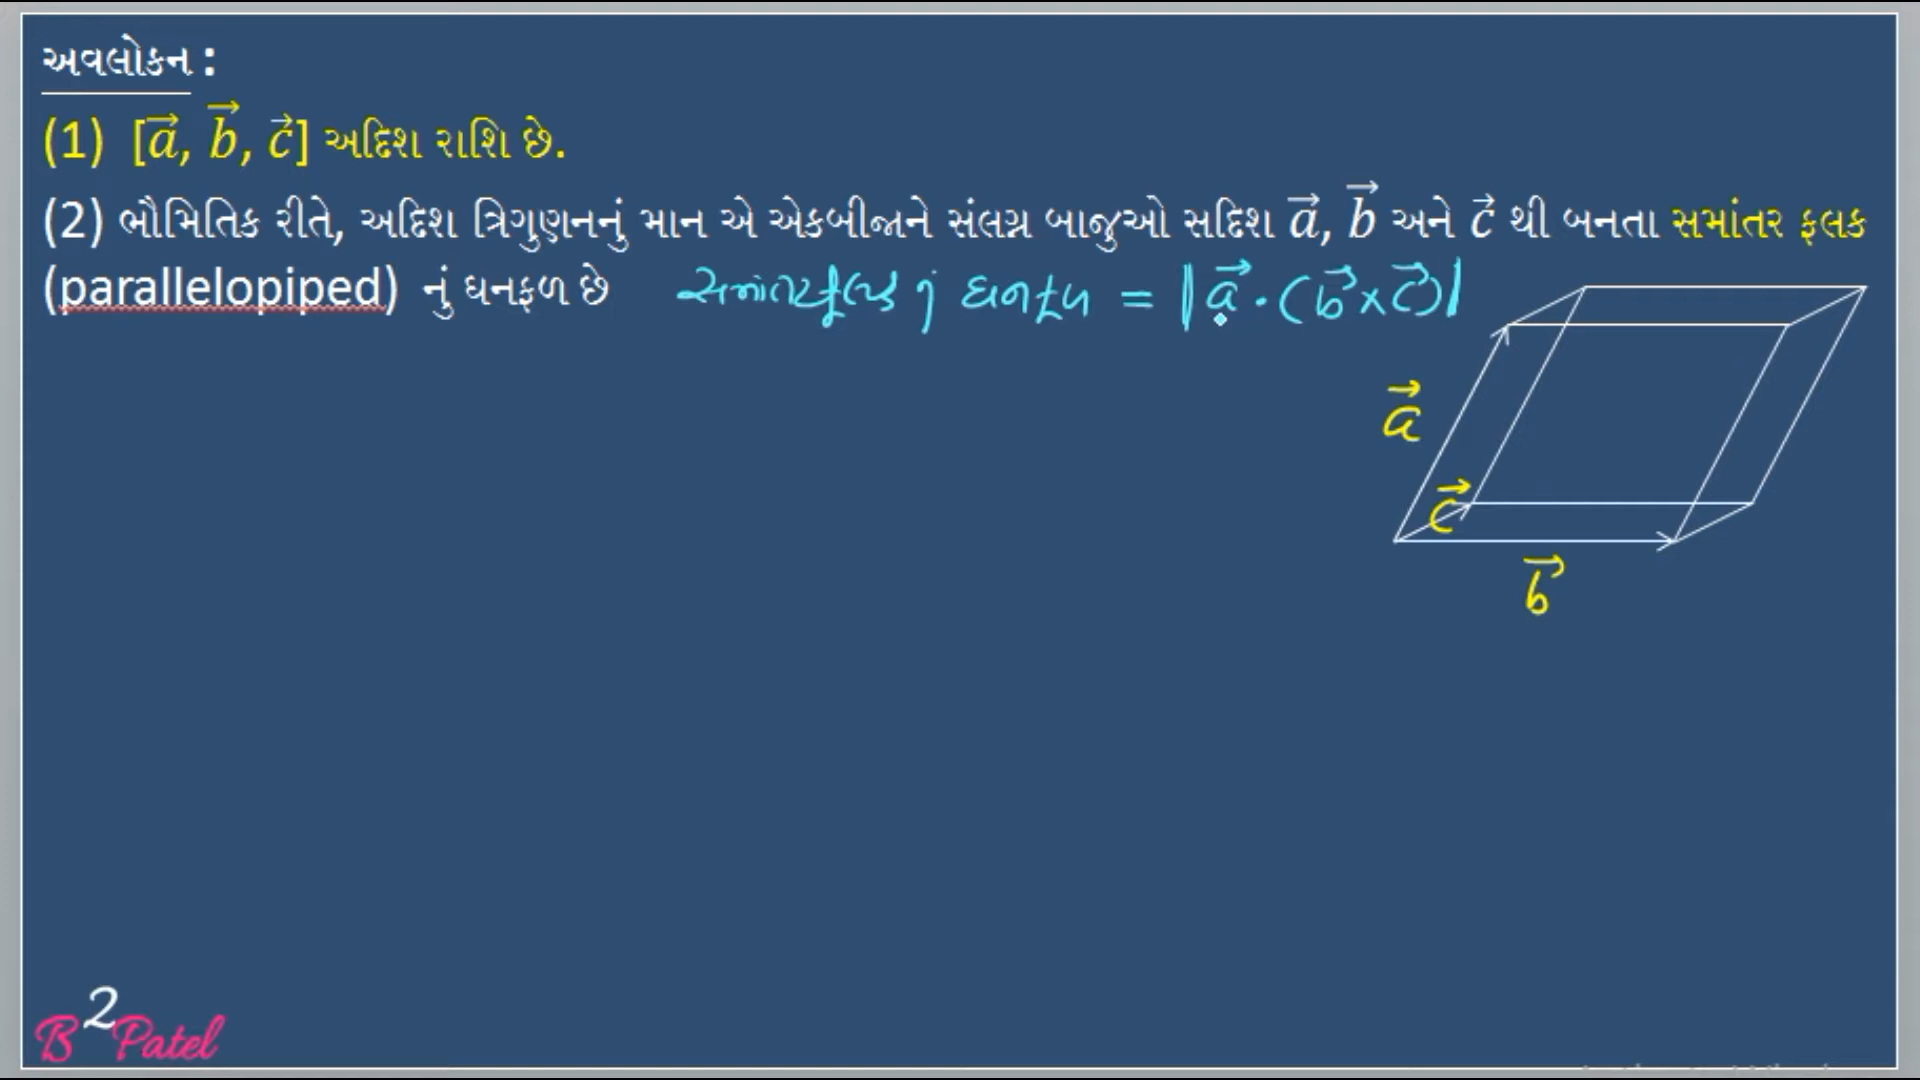 અવલોકન :
(1) [a⃗, b⃗, c⃗] અદિશ રાશિ છે.
(2) ભૌમિતિક રીતે, અદિશ ત્રિગુણનનું માન એ એકબીજાને સંલગ્ન બાજુઓ સદિશ a⃗, b⃗ અને c⃗ થી બનતા સમાંતર ફલક
(parallelopiped) નું ઘનફળ છે સમાંતરફલક નું ઘનફળ = |a⃗ · (b⃗ × c⃗)|
a⃗
c⃗
b⃗
B² Patel